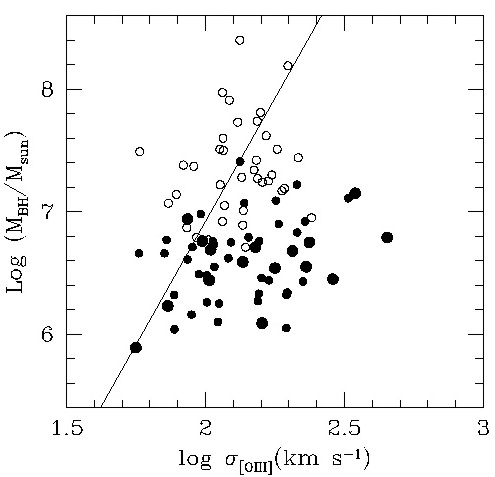 8
7
6
Log (M_BH/M_sun)
1.5 2 2.5 3
log σ_[OIII](km s⁻¹)